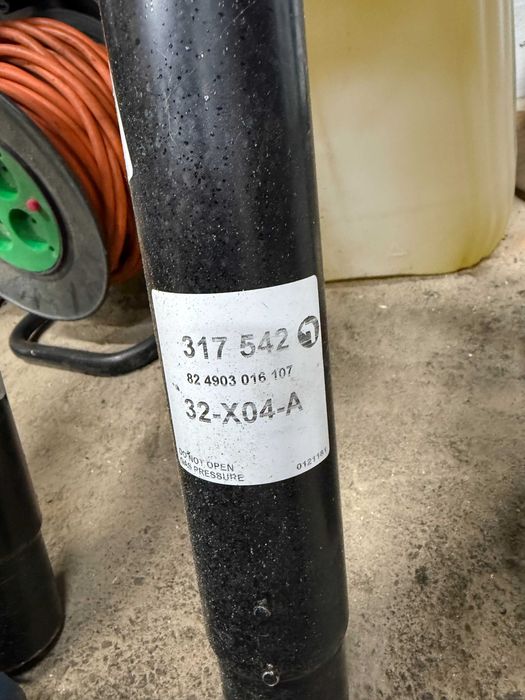 317 542
82 4903 016 107
32-X04-A
DO NOT OPEN
GAS PRESSURE
0121181